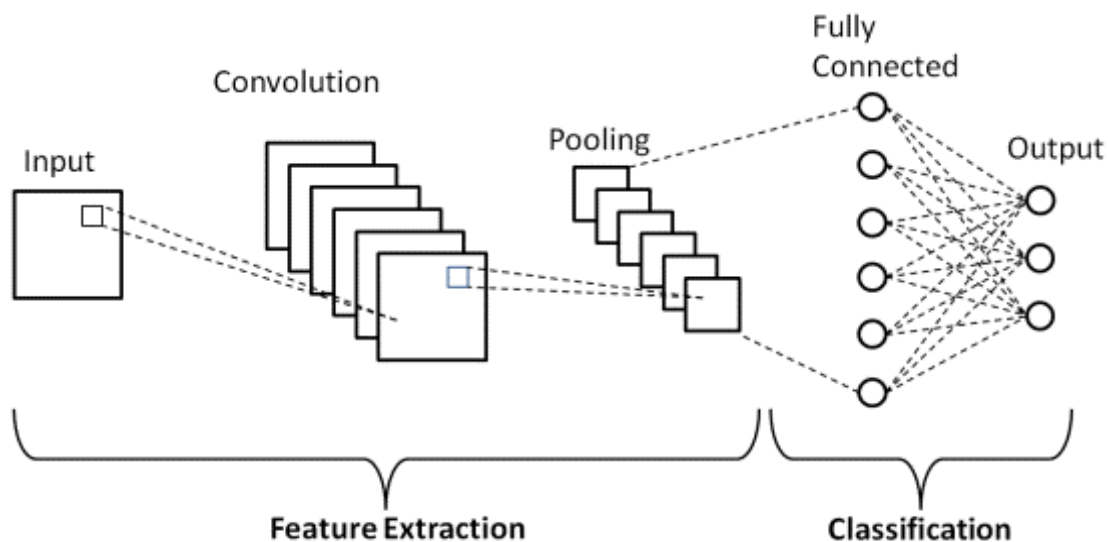 Input
Convolution
Pooling
Fully
Connected
Output
Feature Extraction
Classification